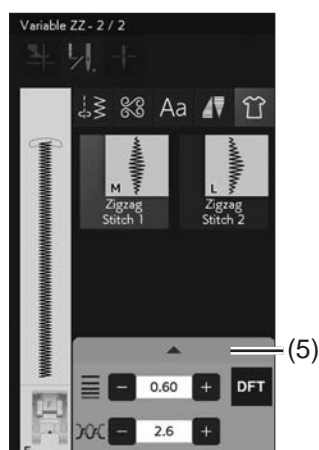 Variable ZZ - 2 / 2
Aa
M
Zigzag
Stitch 1
L
Zigzag
Stitch 2
(5)
- 0.60 + DFT
- 2.6 +